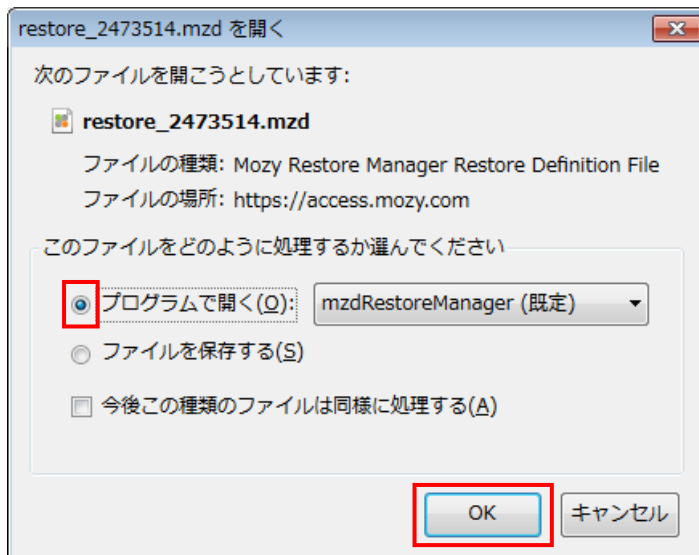 restore_2473514.mzd を開く
次のファイルを開こうとしています:
restore_2473514.mzd
ファイルの種類: Mozy Restore Manager Restore Definition File
ファイルの場所: https://access.mozy.com
このファイルをどのように処理するか選んでください
プログラムで開く(O): mzdRestoreManager (既定)
ファイルを保存する(S)
今後この種類のファイルは同様に処理する(A)
OK キャンセル